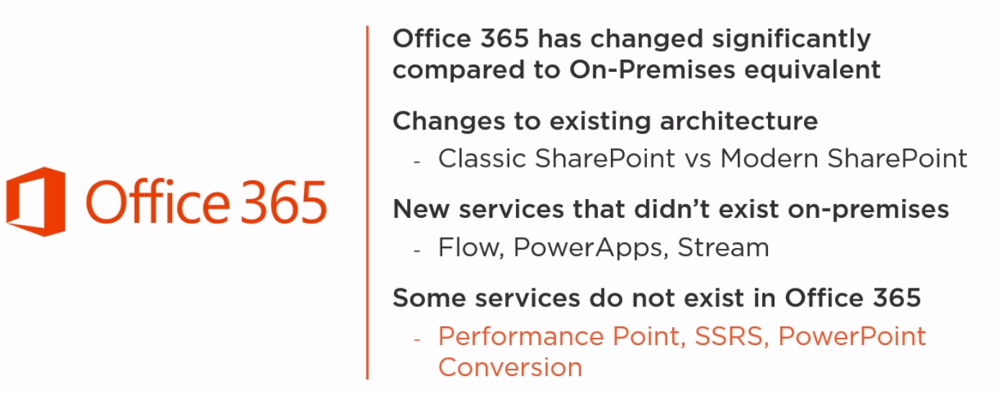 Office 365
Office 365 has changed significantly
compared to On-Premises equivalent
Changes to existing architecture
- Classic SharePoint vs Modern SharePoint
New services that didn't exist on-premises
- Flow, PowerApps, Stream
Some services do not exist in Office 365
- Performance Point, SSRS, PowerPoint
Conversion